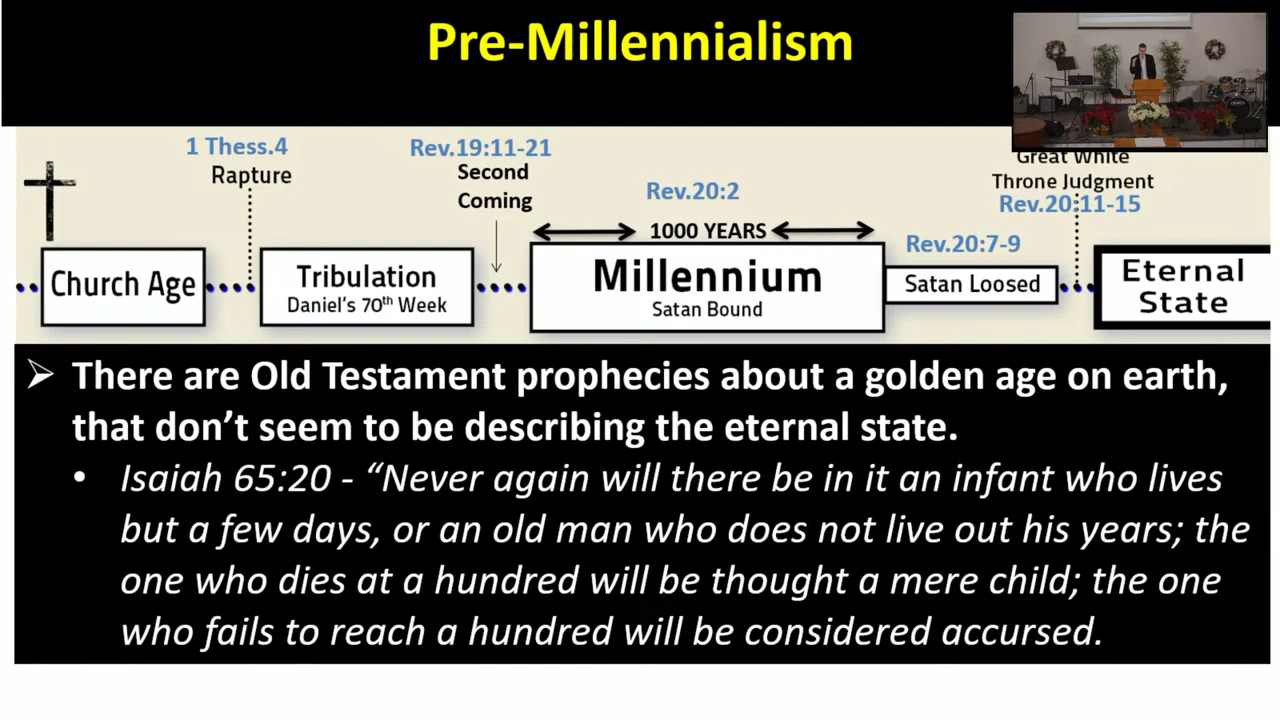 Pre-Millennialism
1 Thess.4
Rapture
Rev.19:11-21
Second
Coming
Rev.20:2
1000 YEARS
Great White
Throne Judgment
Rev.20:11-15
Rev.20:7-9
Church Age
Tribulation
Daniel's 70th Week
Millennium
Satan Bound
Satan Loosed
Eternal
State
➢ There are Old Testament prophecies about a golden age on earth,
that don't seem to be describing the eternal state.
• Isaiah 65:20 - “Never again will there be in it an infant who lives
but a few days, or an old man who does not live out his years; the
one who dies at a hundred will be thought a mere child; the one
who fails to reach a hundred will be considered accursed.